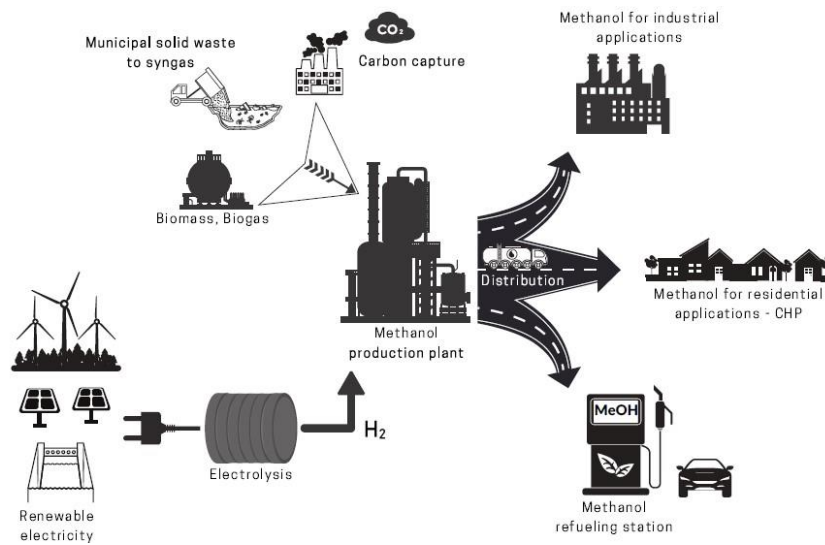 Municipal solid waste
to syngas
CO₂
Carbon capture
Methanol for industrial
applications
Biomass, Biogas
Distribution
Methanol
production plant
Methanol for residential
applications - CHP
H₂
Electrolysis
Renewable
electricity
MeOH
Methanol
refueling station